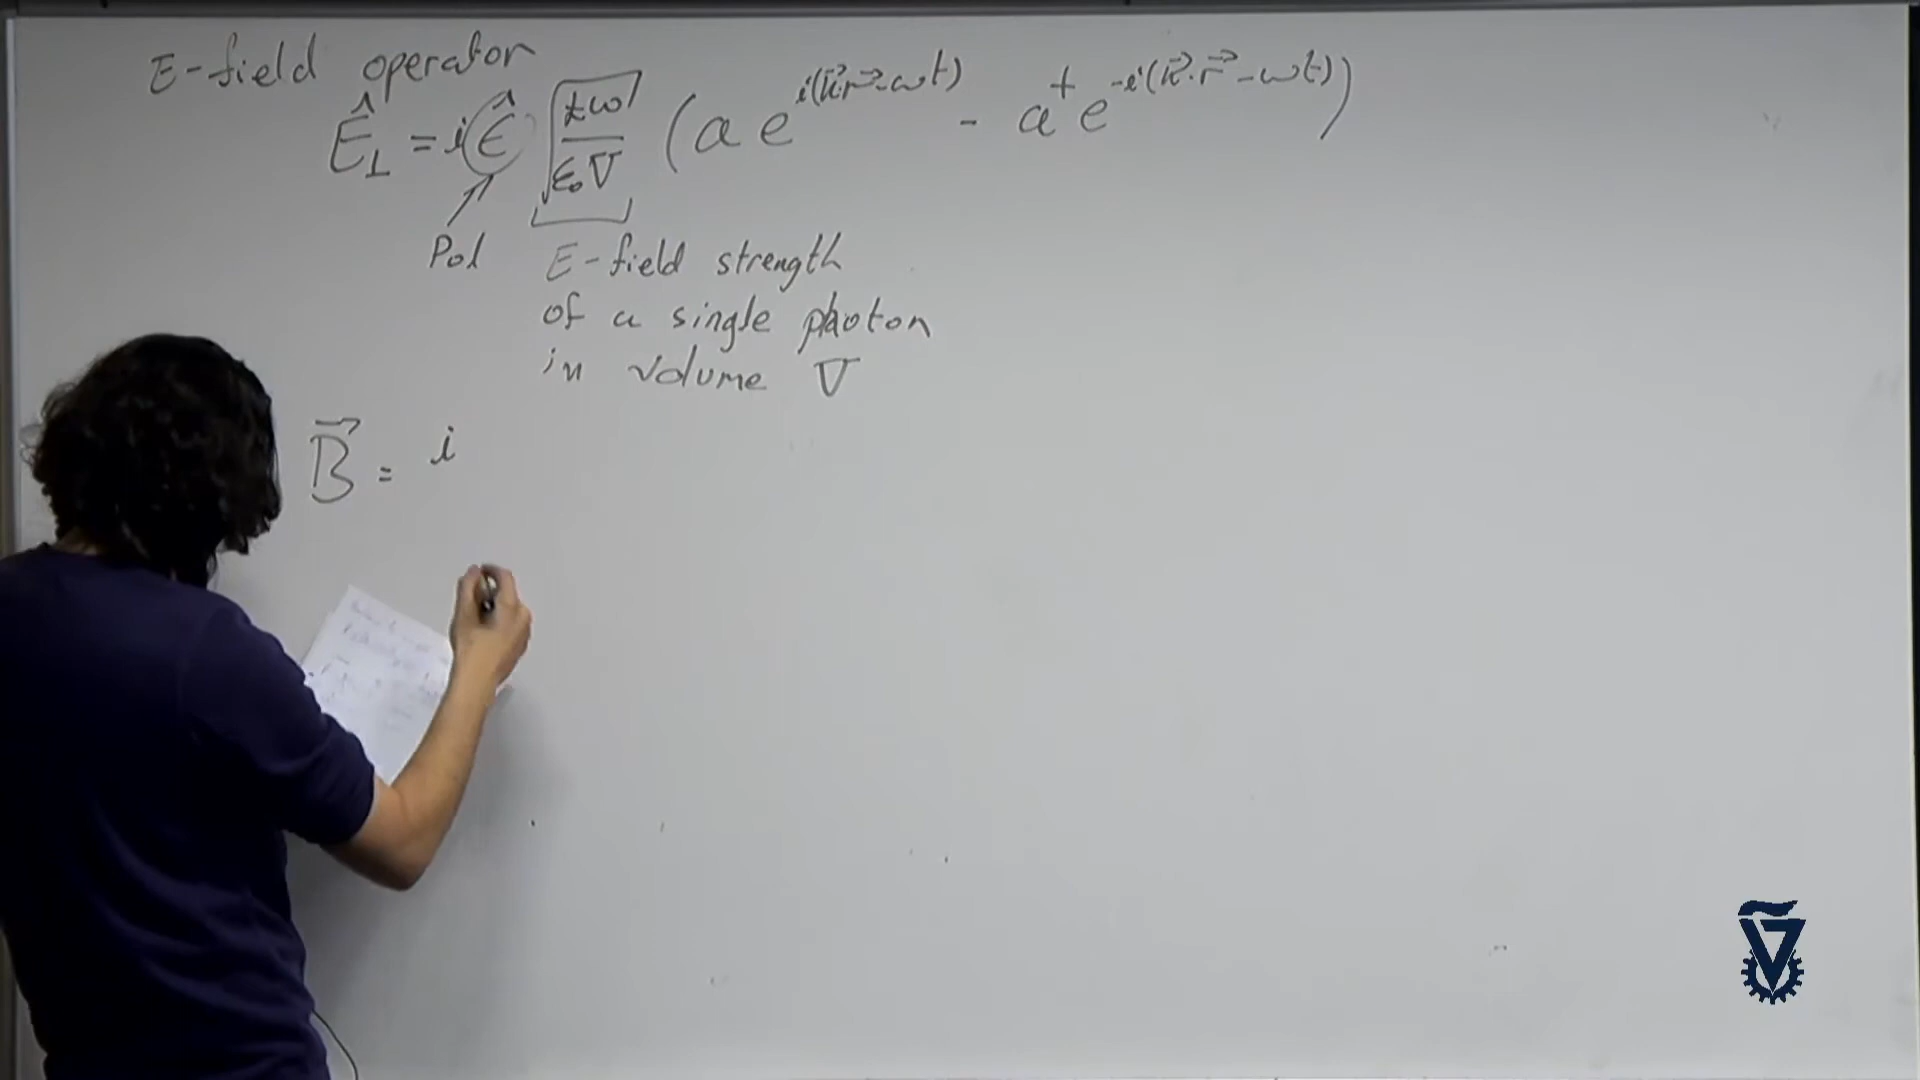 E-field operator
Ê⊥ = i ε̂ √(ħω / ε₀V) (a e^{i(k⃗·r⃗-ωt)} - a† e^{-i(k⃗·r⃗-ωt)})
Pol E-field strength
of a single photon
in volume V
B⃗ = i